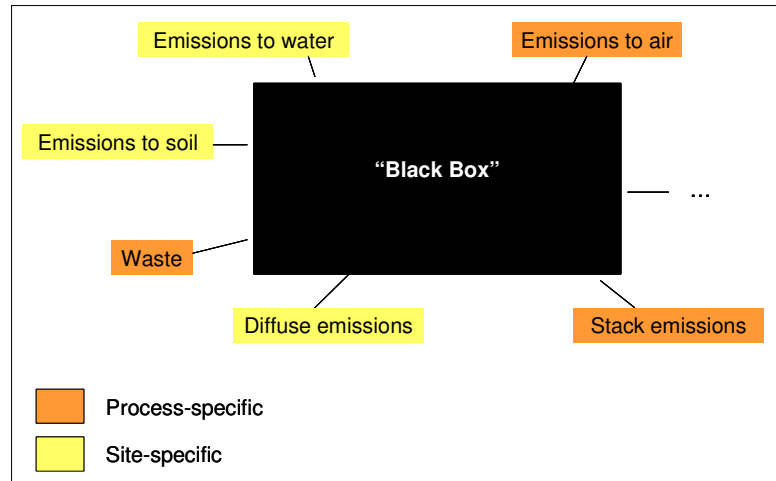 Emissions to water
Emissions to air
Emissions to soil
“Black Box”
...
Waste
Diffuse emissions
Stack emissions
Process-specific
Site-specific